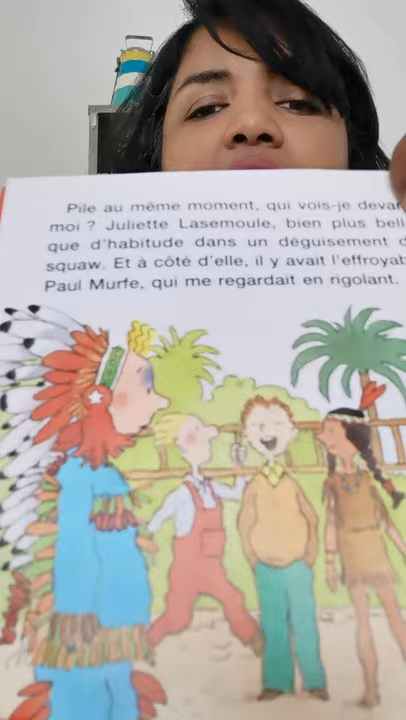 Pile au même moment, qui vois-je
moi ? Juliette Lasemoule, bien plus
que d'habitude dans un déguisement
squaw. Et à côté d'elle, il y avait
Paul Murfe, qui me regardait en rigolant.